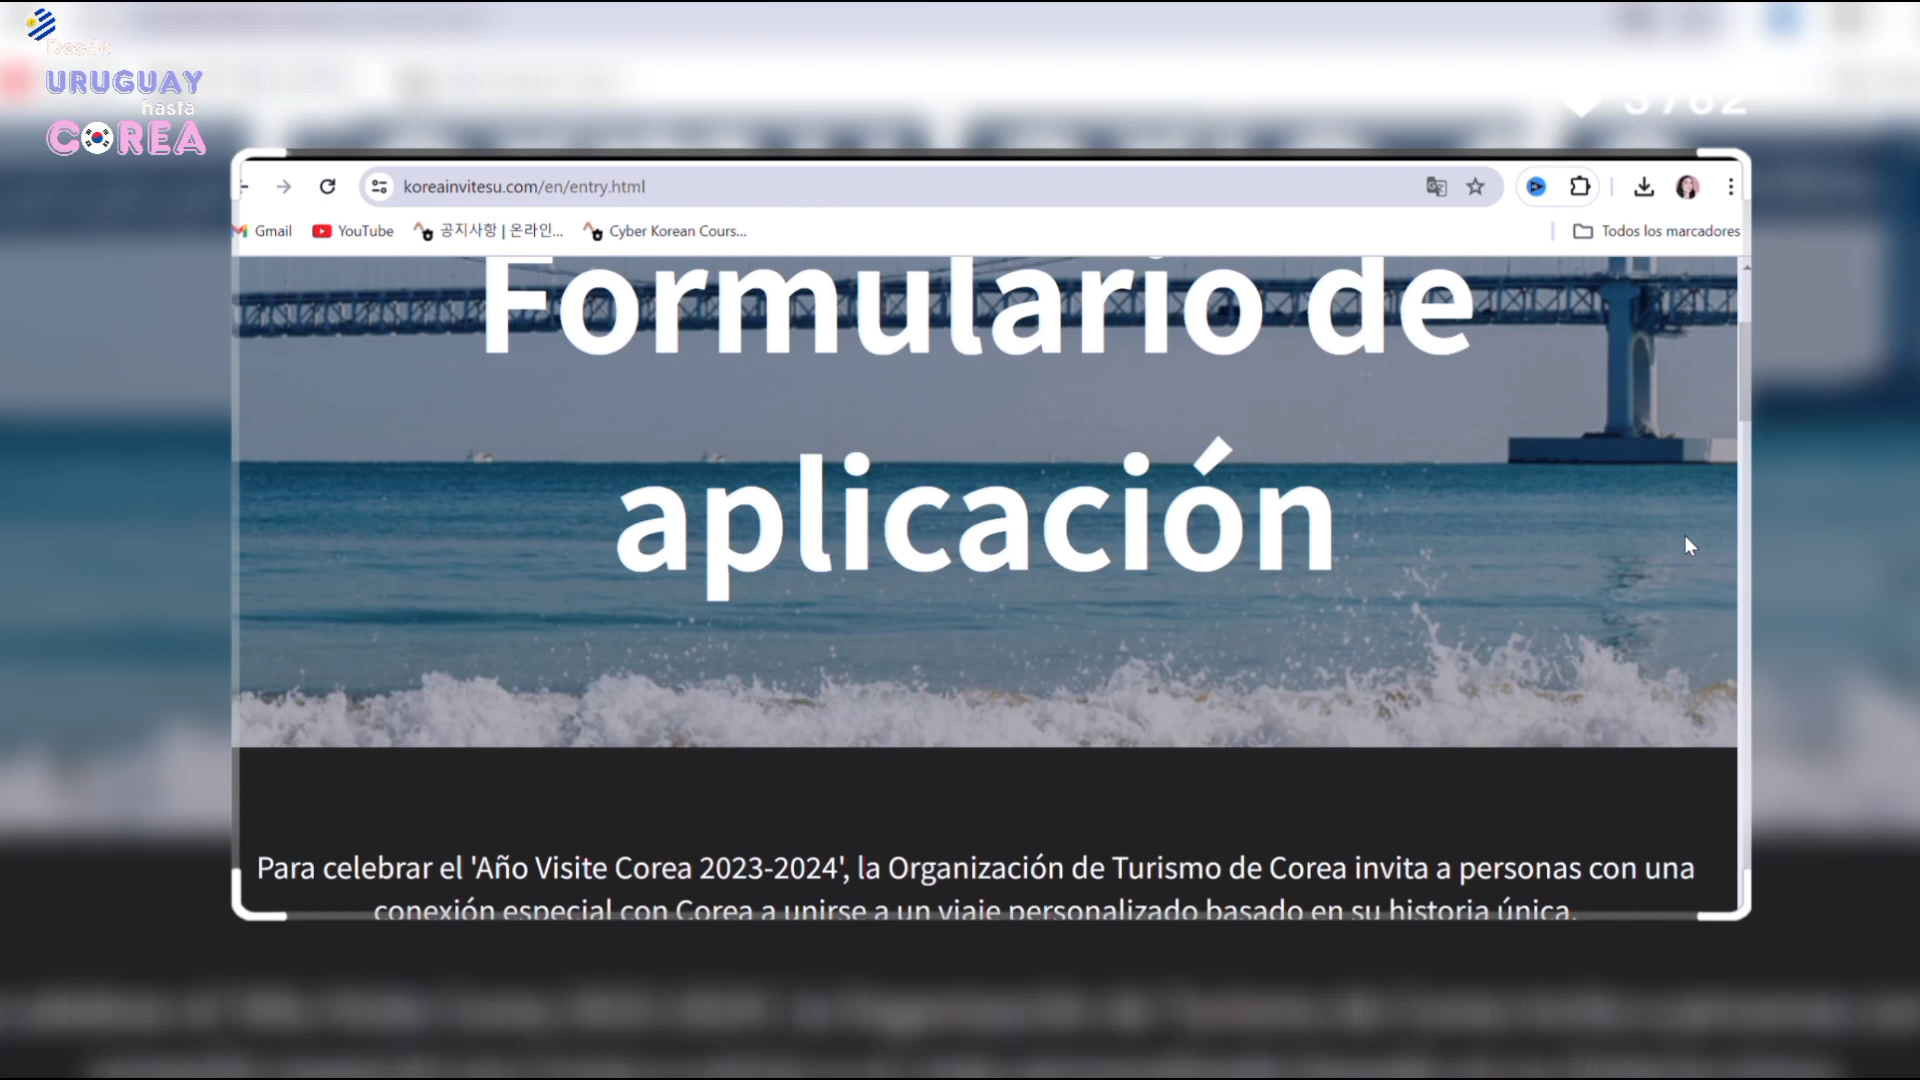 Desde
URUGUAY
hasta
COREA
3762
koreainvitesu.com/en/entry.html
Gmail
YouTube
공지사항 | 온라인...
Cyber Korean Cours...
Todos los marcadores
Formulario de
aplicación
Para celebrar el 'Año Visite Corea 2023-2024', la Organización de Turismo de Corea invita a personas con una
conexión especial con Corea a unirse a un viaje personalizado basado en su historia única.